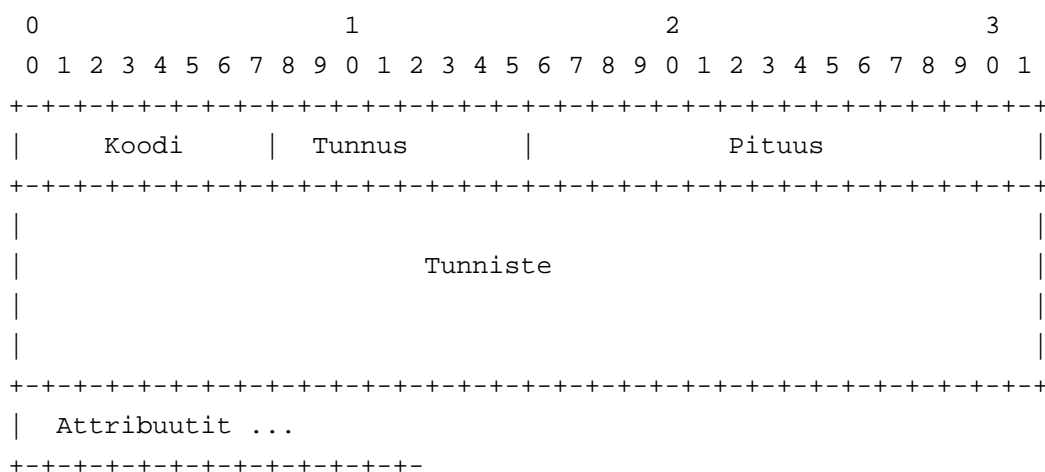 0                   1                   2                   3
0 1 2 3 4 5 6 7 8 9 0 1 2 3 4 5 6 7 8 9 0 1 2 3 4 5 6 7 8 9 0 1
+-+-+-+-+-+-+-+-+-+-+-+-+-+-+-+-+-+-+-+-+-+-+-+-+-+-+-+-+-+-+-+-+
|     Koodi     |  Tunnus       |            Pituus             |
+-+-+-+-+-+-+-+-+-+-+-+-+-+-+-+-+-+-+-+-+-+-+-+-+-+-+-+-+-+-+-+-+
|                                                               |
|                         Tunniste                              |
|                                                               |
|                                                               |
+-+-+-+-+-+-+-+-+-+-+-+-+-+-+-+-+-+-+-+-+-+-+-+-+-+-+-+-+-+-+-+-+
|  Attribuutit ...
+-+-+-+-+-+-+-+-+-+-+-+-+-